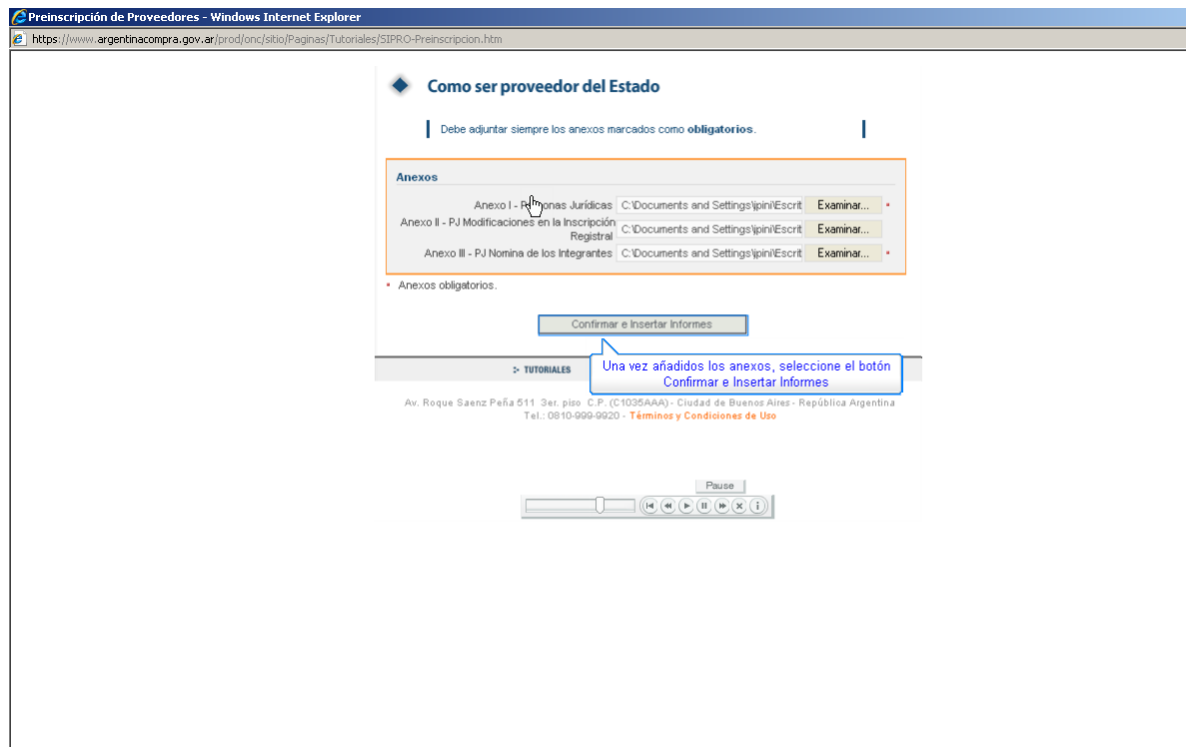 Preinscripción de Proveedores - Windows Internet Explorer
https://www.argentinacompra.gov.ar/prod/onc/sitio/Paginas/Tutoriales/SIPRO-Preinscripcion.htm
Como ser proveedor del Estado
Debe adjuntar siempre los anexos marcados como obligatorios.
Anexos
Anexo I - Jurídicas C:\Documents and Settings\jpini\Escrit Examinar... *
Anexo II - PJ Modificaciones en la Inscripción
Registral C:\Documents and Settings\jpini\Escrit Examinar...
Anexo III - PJ Nomina de los Integrantes C:\Documents and Settings\jpini\Escrit Examinar... *
* Anexos obligatorios.
Confirmar e Insertar Informes
Una vez añadidos los anexos, seleccione el botón
Confirmar e Insertar Informes
:- TUTORIALES
Av. Roque Saenz Peña 511 3er. piso C.P. (C1035AAA) - Ciudad de Buenos Aires - República Argentina
Tel.: 0810-999-9920 - Términos y Condiciones de Uso
Pause